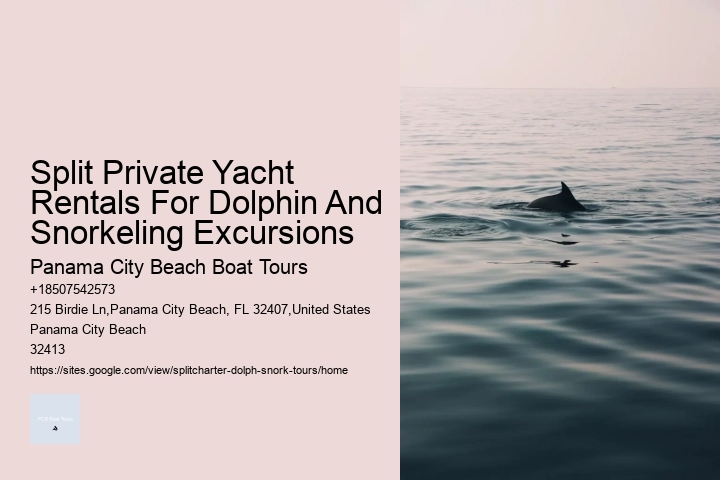 Split Private Yacht
Rentals For Dolphin And
Snorkeling Excursions
Panama City Beach Boat Tours
+18507542573
215 Birdie Ln,Panama City Beach, FL 32407,United States
Panama City Beach
32413
https://sites.google.com/view/splitcharter-dolph-snork-tours/home